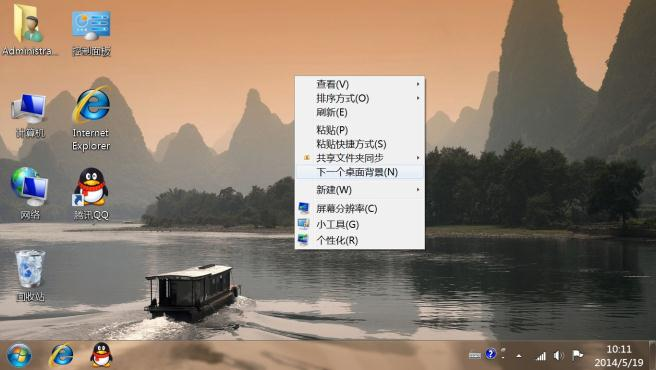 Administra...
控制面板
计算机
Internet
Explorer
网络
腾讯QQ
回收站
查看(V)
排序方式(O)
刷新(E)
粘贴(P)
粘贴快捷方式(S)
共享文件夹同步
下一个桌面背景(N)
新建(W)
屏幕分辨率(C)
小工具(G)
个性化(R)
10:11
2014/5/19